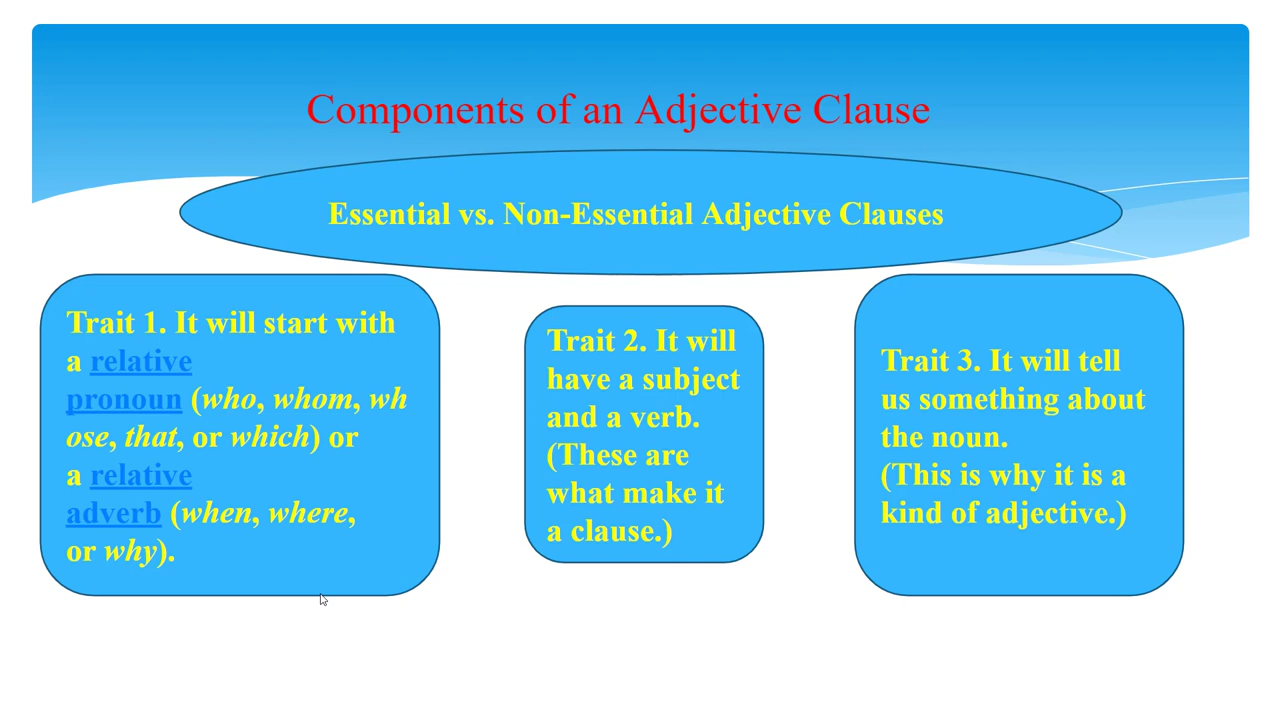 Components of an Adjective Clause
Essential vs. Non-Essential Adjective Clauses
Trait 1. It will start with
a relative
pronoun (who, whom, wh
ose, that, or which) or
a relative
adverb (when, where,
or why).
Trait 2. It will
have a subject
and a verb.
(These are
what make it
a clause.)
Trait 3. It will tell
us something about
the noun.
(This is why it is a
kind of adjective.)